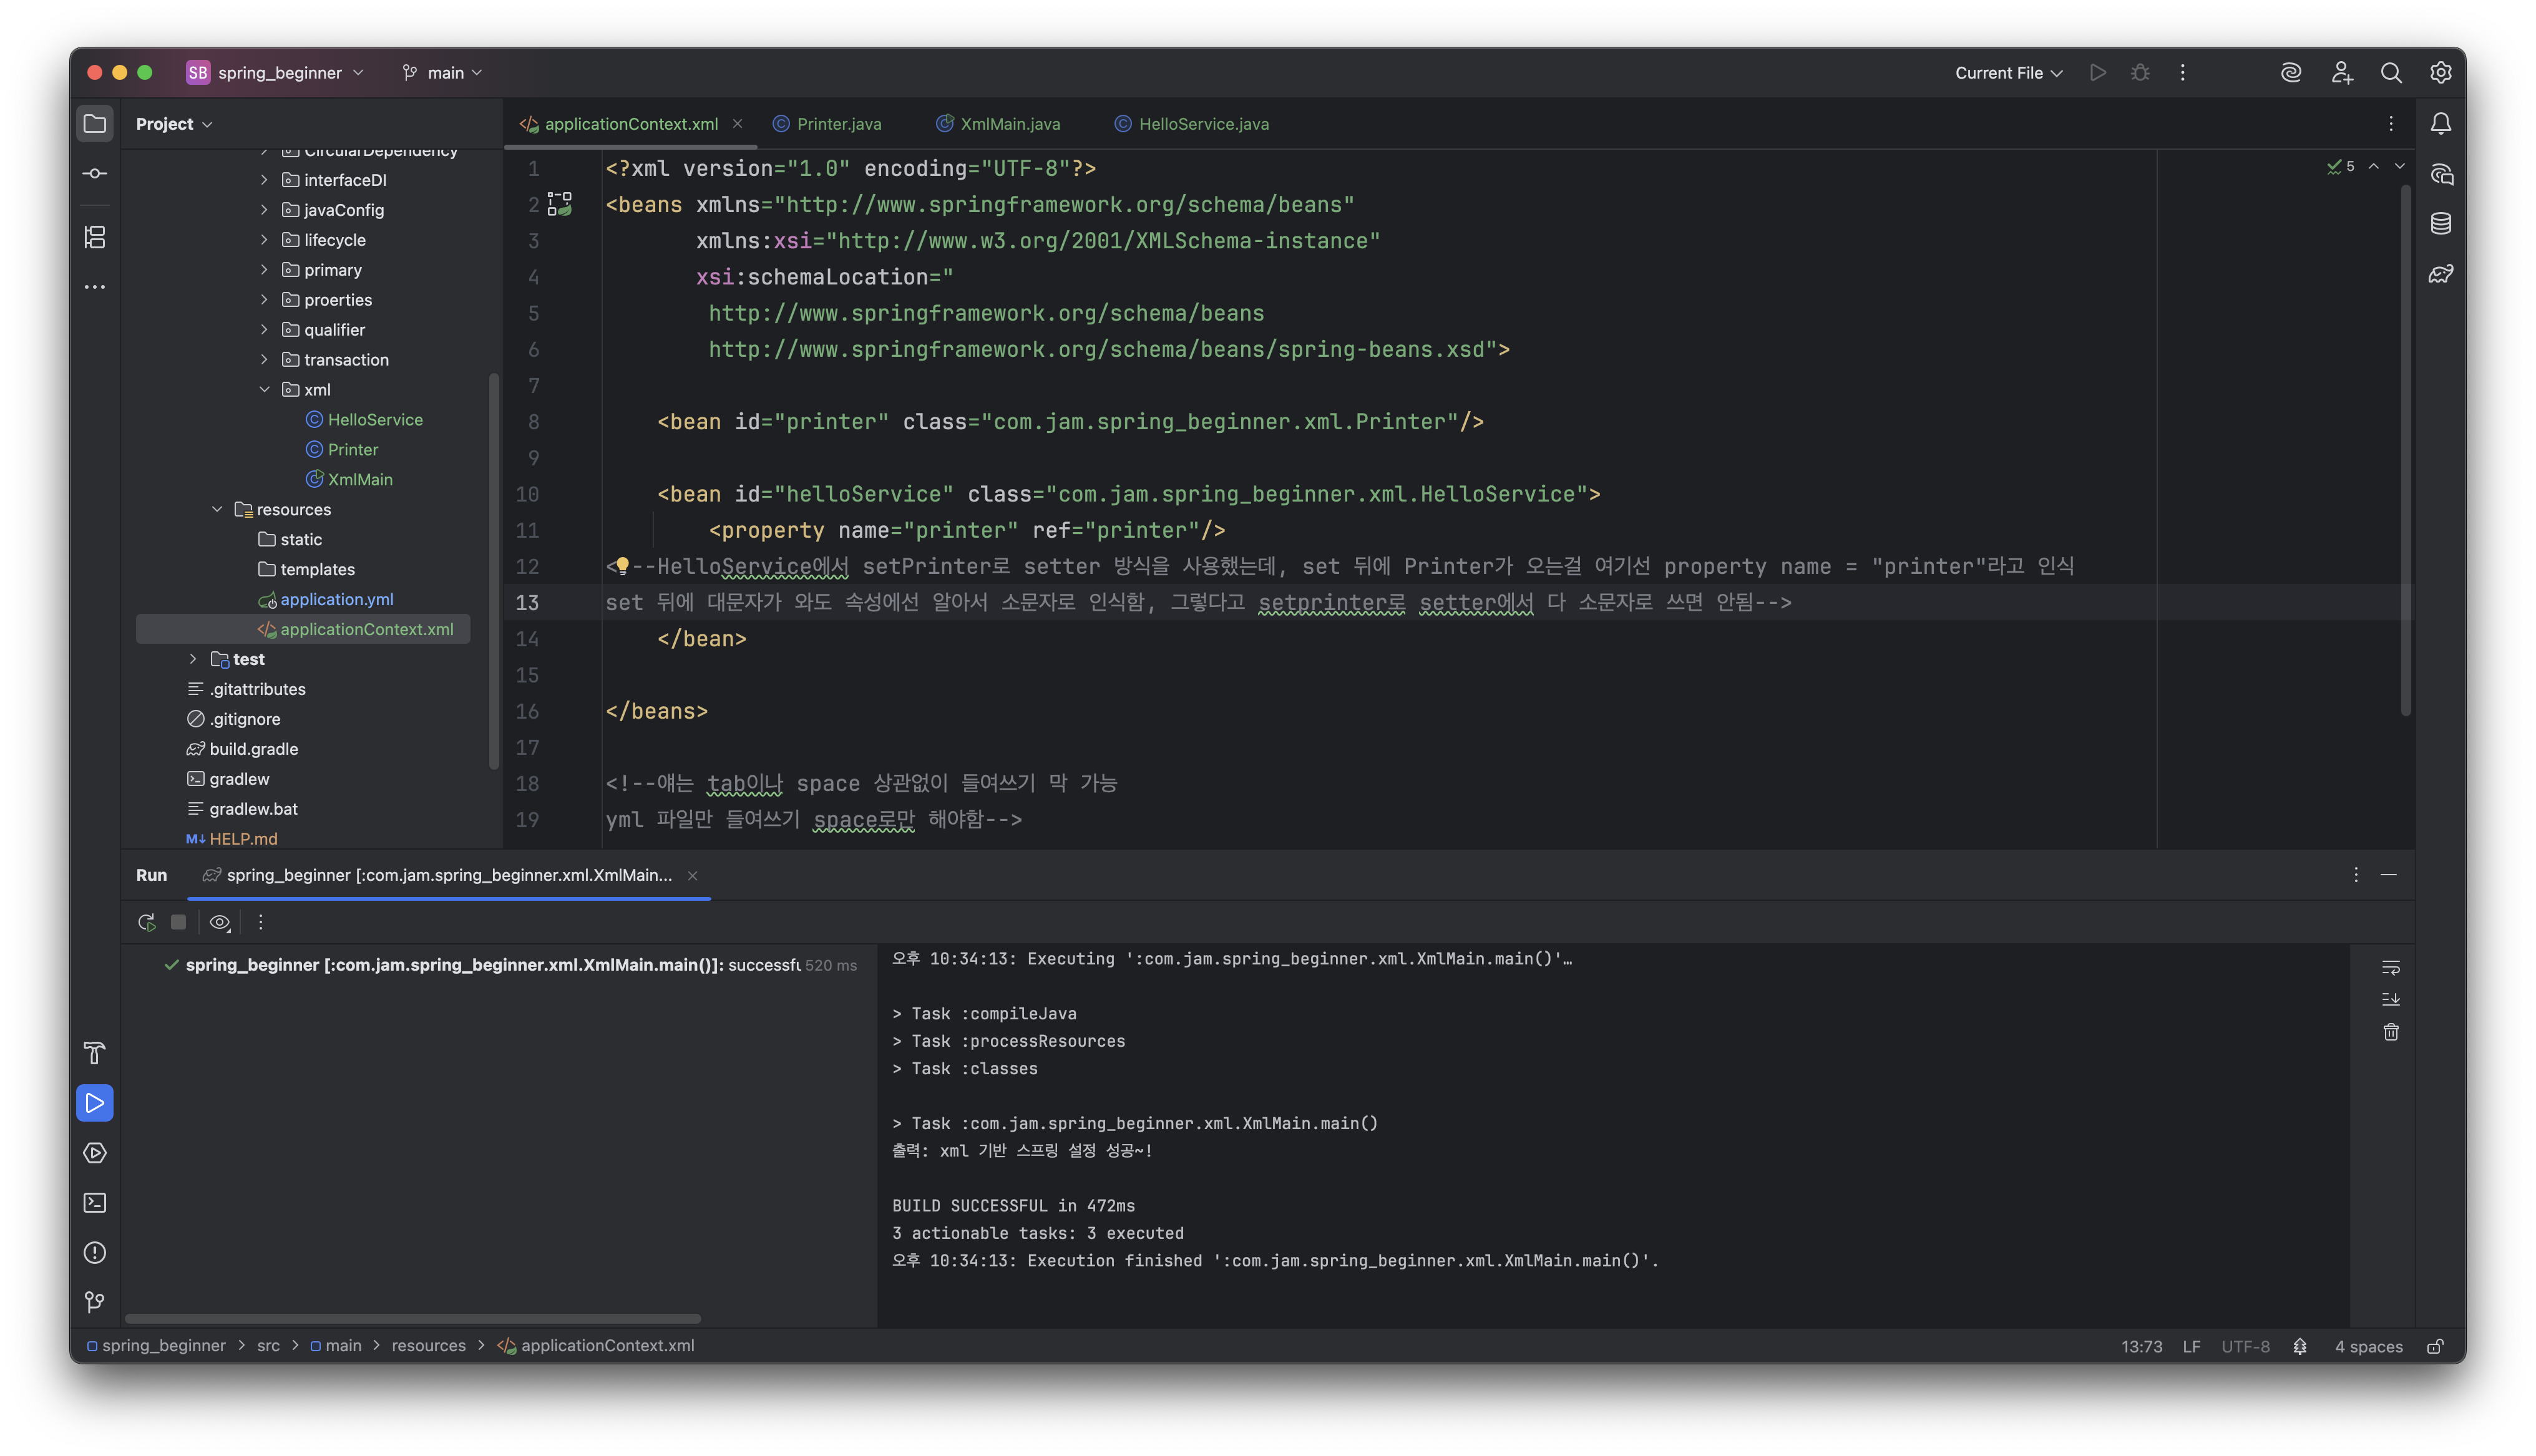 SB spring_beginner
main
Current File
Project
CircularDependency
interfaceDI
javaConfig
lifecycle
primary
proerties
qualifier
transaction
xml
HelloService
Printer
XmlMain
resources
static
templates
application.yml
applicationContext.xml
test
.gitattributes
.gitignore
build.gradle
gradlew
gradlew.bat
M↓ HELP.md
applicationContext.xml
Printer.java
XmlMain.java
HelloService.java
5
1 <?xml version="1.0" encoding="UTF-8"?>
2 <beans xmlns="http://www.springframework.org/schema/beans"
3 xmlns:xsi="http://www.w3.org/2001/XMLSchema-instance"
4 xsi:schemaLocation="
5 http://www.springframework.org/schema/beans
6 http://www.springframework.org/schema/beans/spring-beans.xsd">
7
8 <bean id="printer" class="com.jam.spring_beginner.xml.Printer"/>
9
10 <bean id="helloService" class="com.jam.spring_beginner.xml.HelloService">
11 <property name="printer" ref="printer"/>
12 <!--HelloService에서 setPrinter로 setter 방식을 사용했는데, set 뒤에 Printer가 오는걸 여기선 property name = "printer"라고 인식
13 set 뒤에 대문자가 와도 속성에선 알아서 소문자로 인식함, 그렇다고 setprinter로 setter에서 다 소문자로 쓰면 안됨-->
14 </bean>
15
16 </beans>
17
18 <!--얘는 tab이나 space 상관없이 들여쓰기 막 가능
19 yml 파일만 들여쓰기 space로만 해야함-->
Run
spring_beginner [:com.jam.spring_beginner.xml.XmlMain...
spring_beginner [:com.jam.spring_beginner.xml.XmlMain.main()]: successfu 520 ms
오후 10:34:13: Executing ':com.jam.spring_beginner.xml.XmlMain.main()'…
> Task :compileJava
> Task :processResources
> Task :classes
> Task :com.jam.spring_beginner.xml.XmlMain.main()
출력: xml 기반 스프링 설정 성공~!
BUILD SUCCESSFUL in 472ms
3 actionable tasks: 3 executed
오후 10:34:13: Execution finished ':com.jam.spring_beginner.xml.XmlMain.main()'.
spring_beginner > src > main > resources > applicationContext.xml
13:73 LF UTF-8 4 spaces